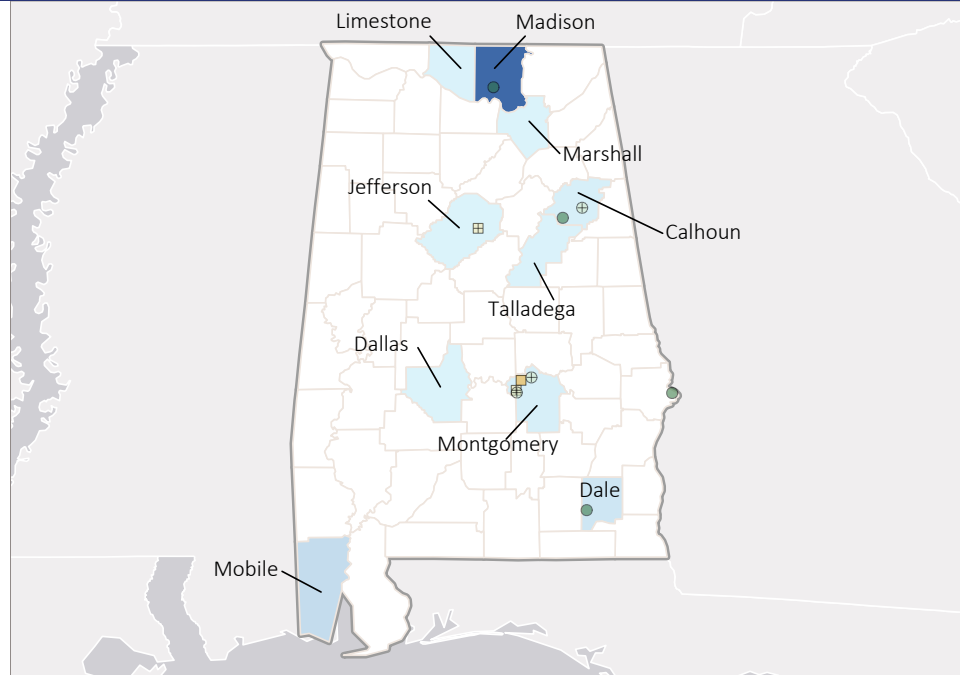 Limestone
Madison
Marshall
Jefferson
Calhoun
Talladega
Dallas
Montgomery
Dale
Mobile